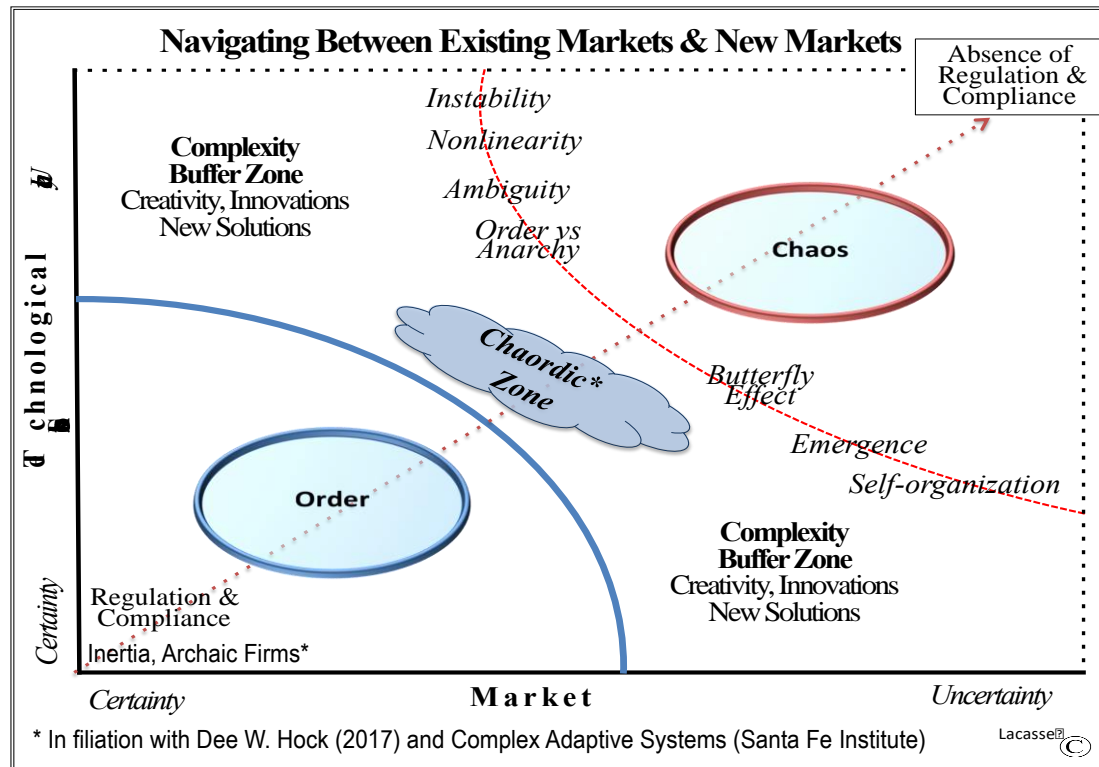 Navigating Between Existing Markets & New Markets
Absence of
Regulation &
Compliance
Instability
Nonlinearity
Ambiguity
Order vs
Anarchy
Complexity
Buffer Zone
Creativity, Innovations
New Solutions
Chaos
Chaordic*
Zone
Butterfly
Effect
Emergence
Self-organization
Order
Complexity
Buffer Zone
Creativity, Innovations
New Solutions
Regulation &
Compliance
Inertia, Archaic Firms*
Certainty
Certainty
Market
Uncertainty
* In filiation with Dee W. Hock (2017) and Complex Adaptive Systems (Santa Fe Institute)
Lacasse ©